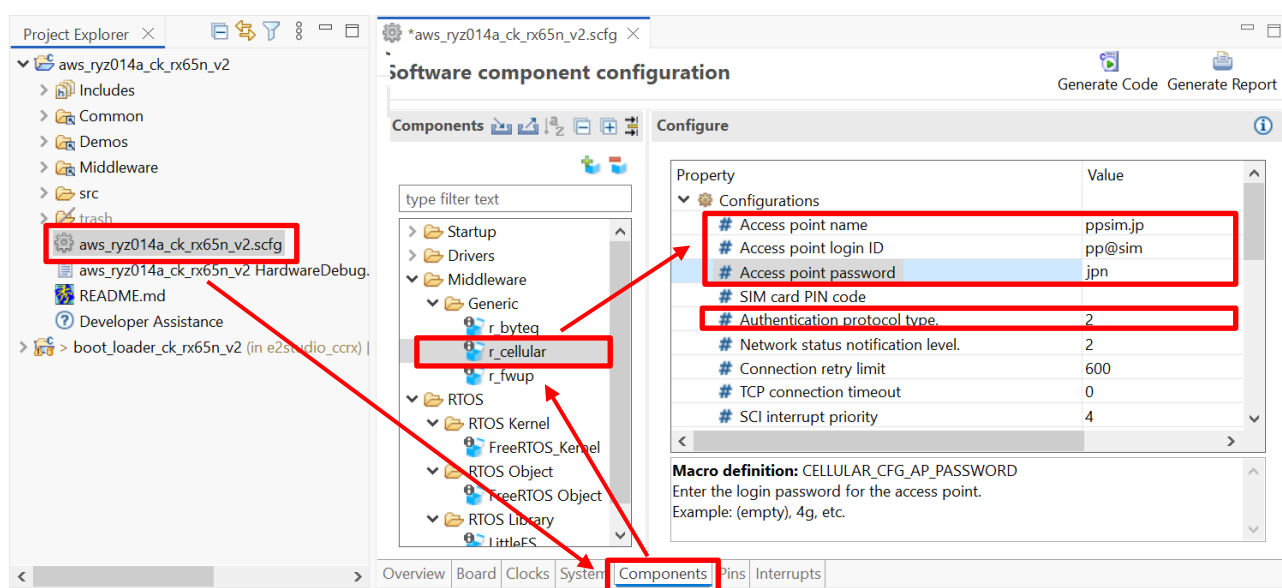 Project Explorer
aws_ryz014a_ck_rx65n_v2
Includes
Common
Demos
Middleware
src
trash
aws_ryz014a_ck_rx65n_v2.scfg
aws_ryz014a_ck_rx65n_v2 HardwareDebug.
README.md
Developer Assistance
> boot_loader_ck_rx65n_v2 (in e2studio_ccrx) |
*aws_ryz014a_ck_rx65n_v2.scfg
Software component configuration
Generate Code Generate Report
Components
type filter text
Startup
Drivers
Middleware
Generic
r_byteq
r_cellular
r_fwup
RTOS
RTOS Kernel
FreeRTOS_Kernel
RTOS Object
FreeRTOS Object
RTOS Library
LittleFS
Configure
Property Value
Configurations
# Access point name ppsim.jp
# Access point login ID pp@sim
# Access point password jpn
# SIM card PIN code
# Authentication protocol type. 2
# Network status notification level. 2
# Connection retry limit 600
# TCP connection timeout 0
# SCI interrupt priority 4
Macro definition: CELLULAR_CFG_AP_PASSWORD
Enter the login password for the access point.
Example: (empty), 4g, etc.
Overview Board Clocks System Components Pins Interrupts